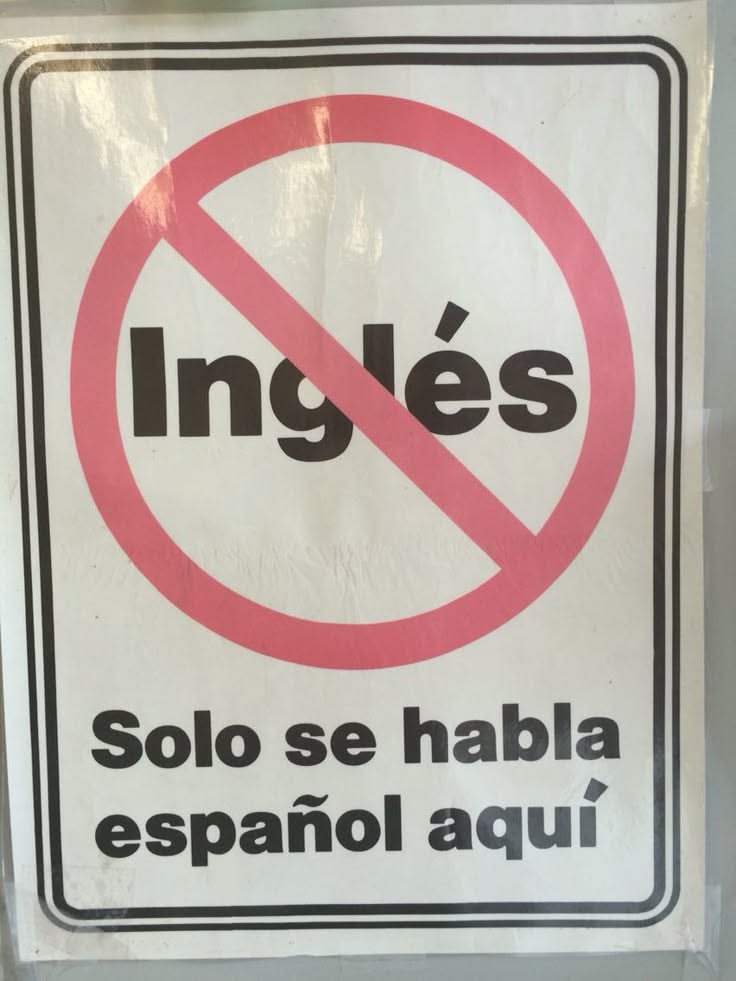 Inglés
Solo se habla
español aquí